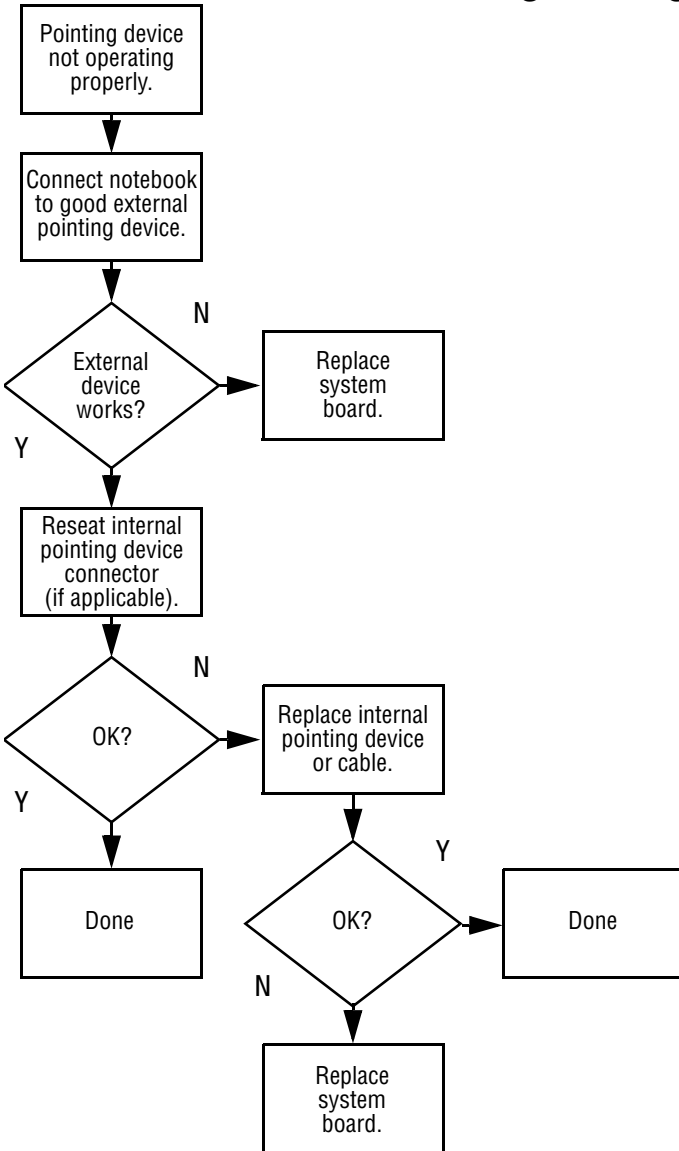 Pointing device
not operating
properly.
Connect notebook
to good external
pointing device.
N
External
device
works?
Replace
system
board.
Y
Reseat internal
pointing device
connector
(if applicable).
N
OK?
Replace internal
pointing device
or cable.
Y
Y
Done
OK?
Done
N
Replace
system
board.